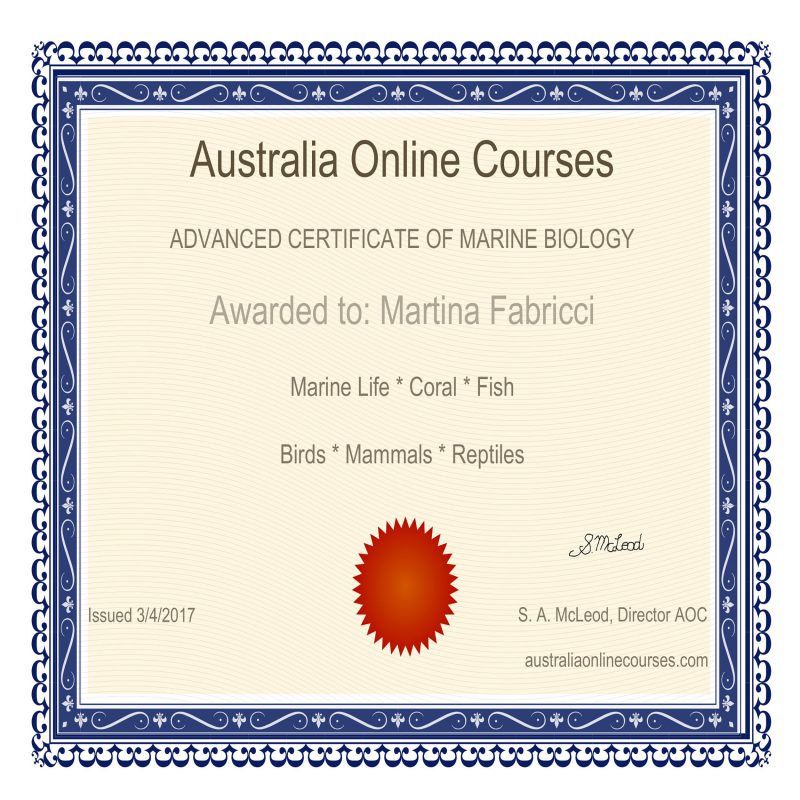 Australia Online Courses
ADVANCED CERTIFICATE OF MARINE BIOLOGY
Awarded to: Martina Fabricci
Marine Life * Coral * Fish
Birds * Mammals * Reptiles
S. McLeod
Issued 3/4/2017
S. A. McLeod, Director AOC
australiaonlinecourses.com